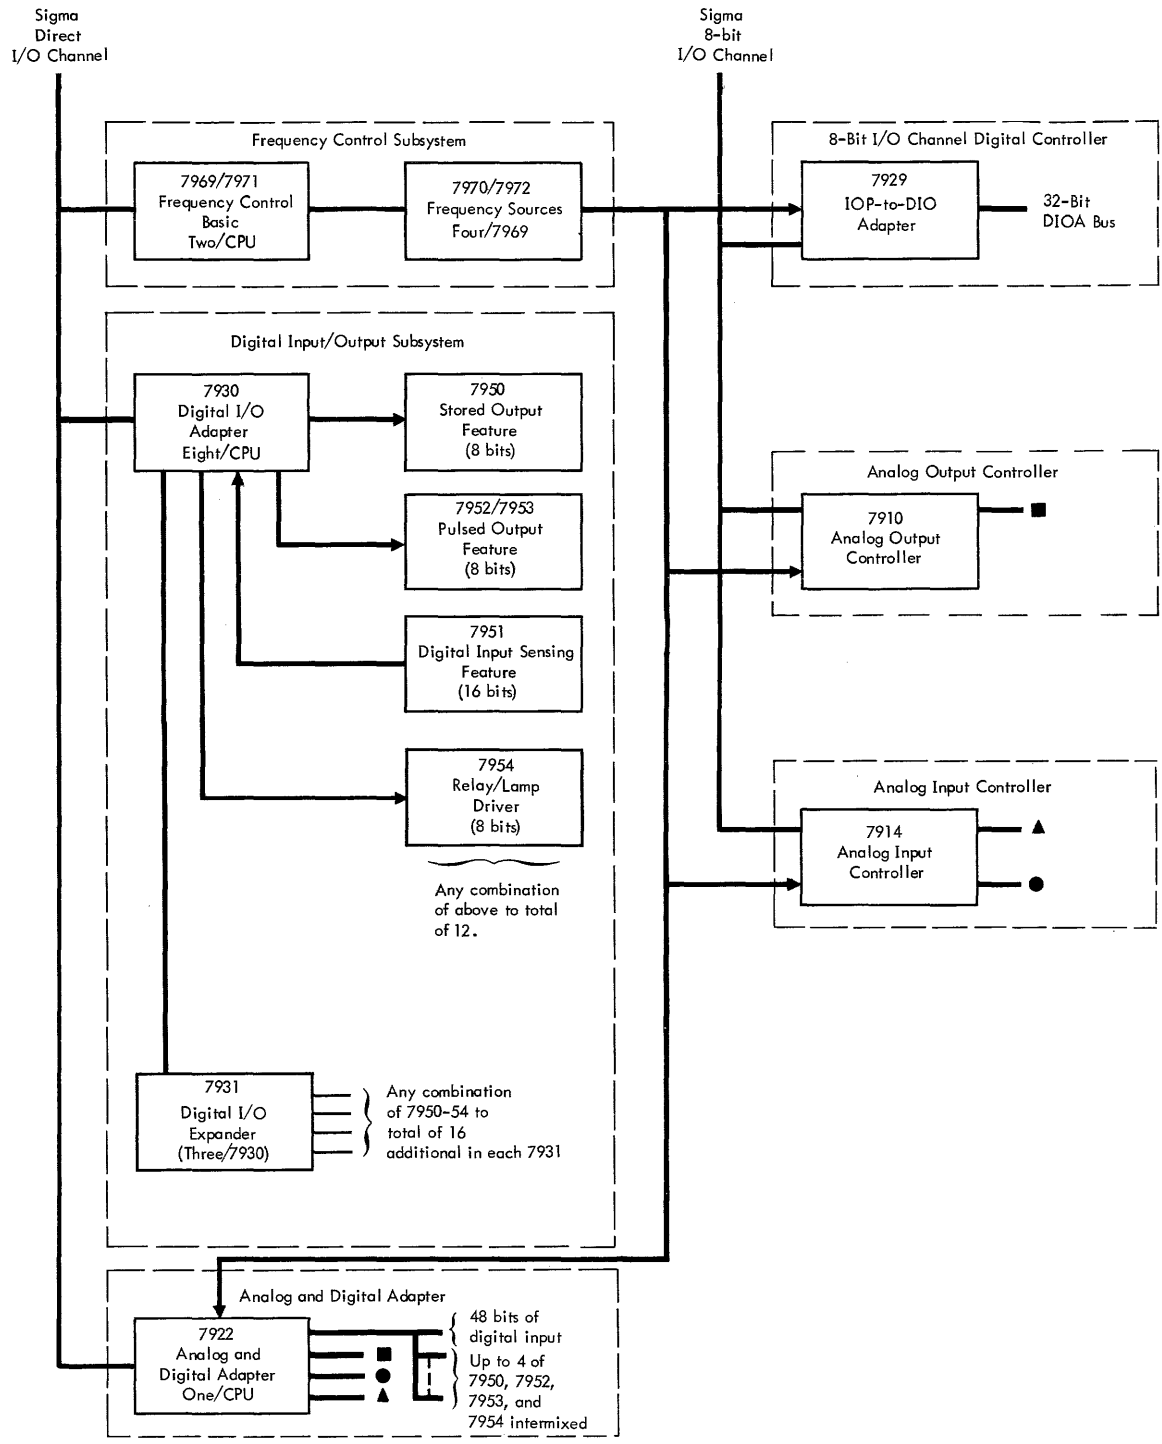 Sigma
Direct
I/O Channel
Sigma
8-bit
I/O Channel
Frequency Control Subsystem
7969/7971
Frequency Control
Basic
Two/CPU
7970/7972
Frequency Sources
Four/7969
8-Bit I/O Channel Digital Controller
7929
IOP-to-DIO
Adapter
32-Bit
DIOA Bus
Digital Input/Output Subsystem
7930
Digital I/O
Adapter
Eight/CPU
7950
Stored Output
Feature
(8 bits)
7952/7953
Pulsed Output
Feature
(8 bits)
7951
Digital Input Sensing
Feature
(16 bits)
7954
Relay/Lamp
Driver
(8 bits)
Any combination
of above to total
of 12.
Analog Output Controller
7910
Analog Output
Controller
Analog Input Controller
7914
Analog Input
Controller
7931
Digital I/O
Expander
(Three/7930)
Any combination
of 7950-54 to
total of 16
additional in each 7931
Analog and Digital Adapter
7922
Analog and
Digital Adapter
One/CPU
48 bits of
digital input
Up to 4 of
7950, 7952,
7953, and
7954 intermixed